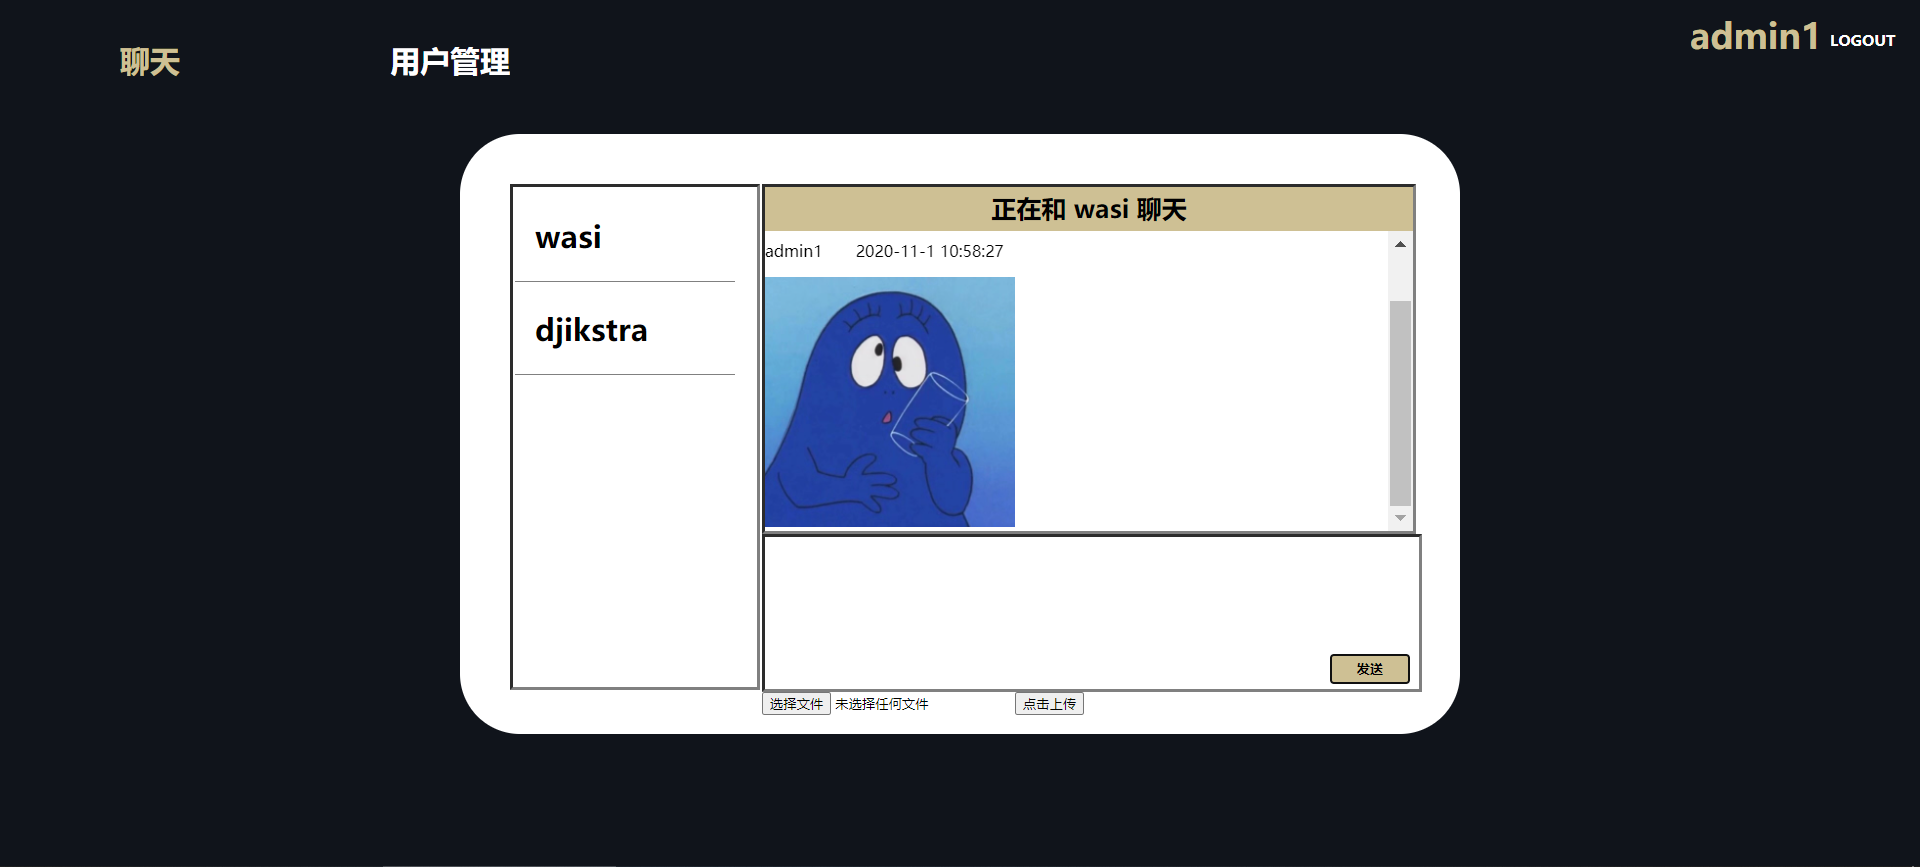 聊天
用户管理
admin1 LOGOUT
wasi
djikstra
正在和 wasi 聊天
admin1 2020-11-1 10:58:27
发送
选择文件 未选择任何文件 点击上传